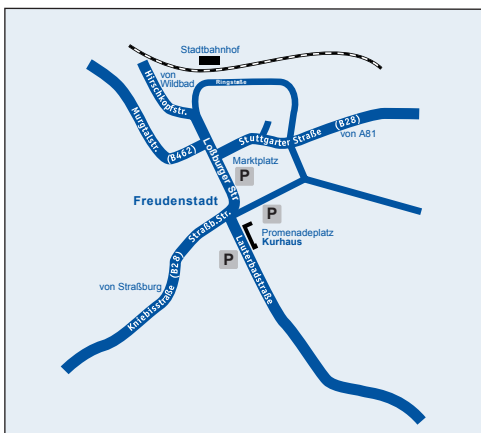 Stadtbahnhof
von
Wildbad
Ringstaße
Hirschkopfstr.
Murgtalstr.
(B462)
Loßburger Str
Stuttgarter Straße (B28)
von A81
Marktplatz
P
Freudenstadt
P
Straßb.Str.
Promenadeplatz
Kurhaus
P
Lauterbadstraße
von Straßburg
Kniebisstraße (B28)